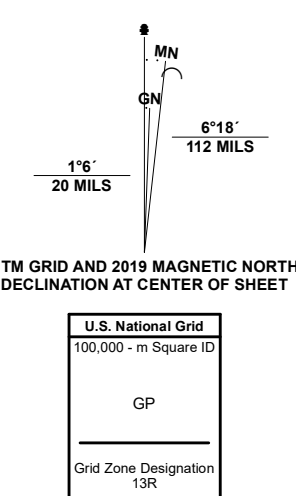 MN
GN
6°18´
112 MILS
1°6´
20 MILS
TM GRID AND 2019 MAGNETIC NORTH
DECLINATION AT CENTER OF SHEET
U.S. National Grid
100,000 - m Square ID
GP
Grid Zone Designation
13R